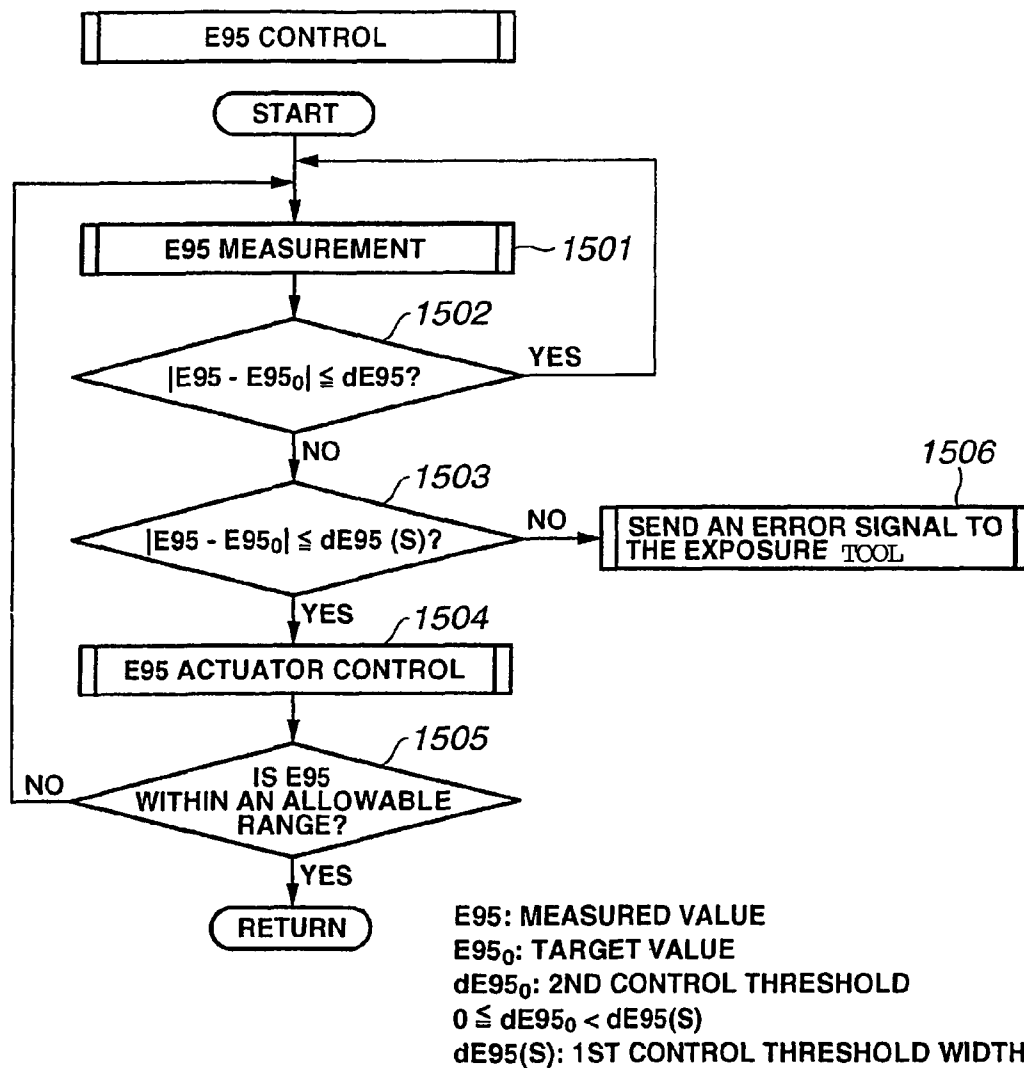 E95 CONTROL
START
E95 MEASUREMENT
1501
1502
|E95 - E95₀| ≦ dE95?
YES
NO
1503
|E95 - E95₀| ≦ dE95 (S)?
NO
1506
SEND AN ERROR SIGNAL TO
THE EXPOSURE TOOL
YES
1504
E95 ACTUATOR CONTROL
1505
NO
IS E95
WITHIN AN ALLOWABLE
RANGE?
YES
RETURN
E95: MEASURED VALUE
E95₀: TARGET VALUE
dE95₀: 2ND CONTROL THRESHOLD
0 ≦ dE95₀ < dE95(S)
dE95(S): 1ST CONTROL THRESHOLD WIDTH